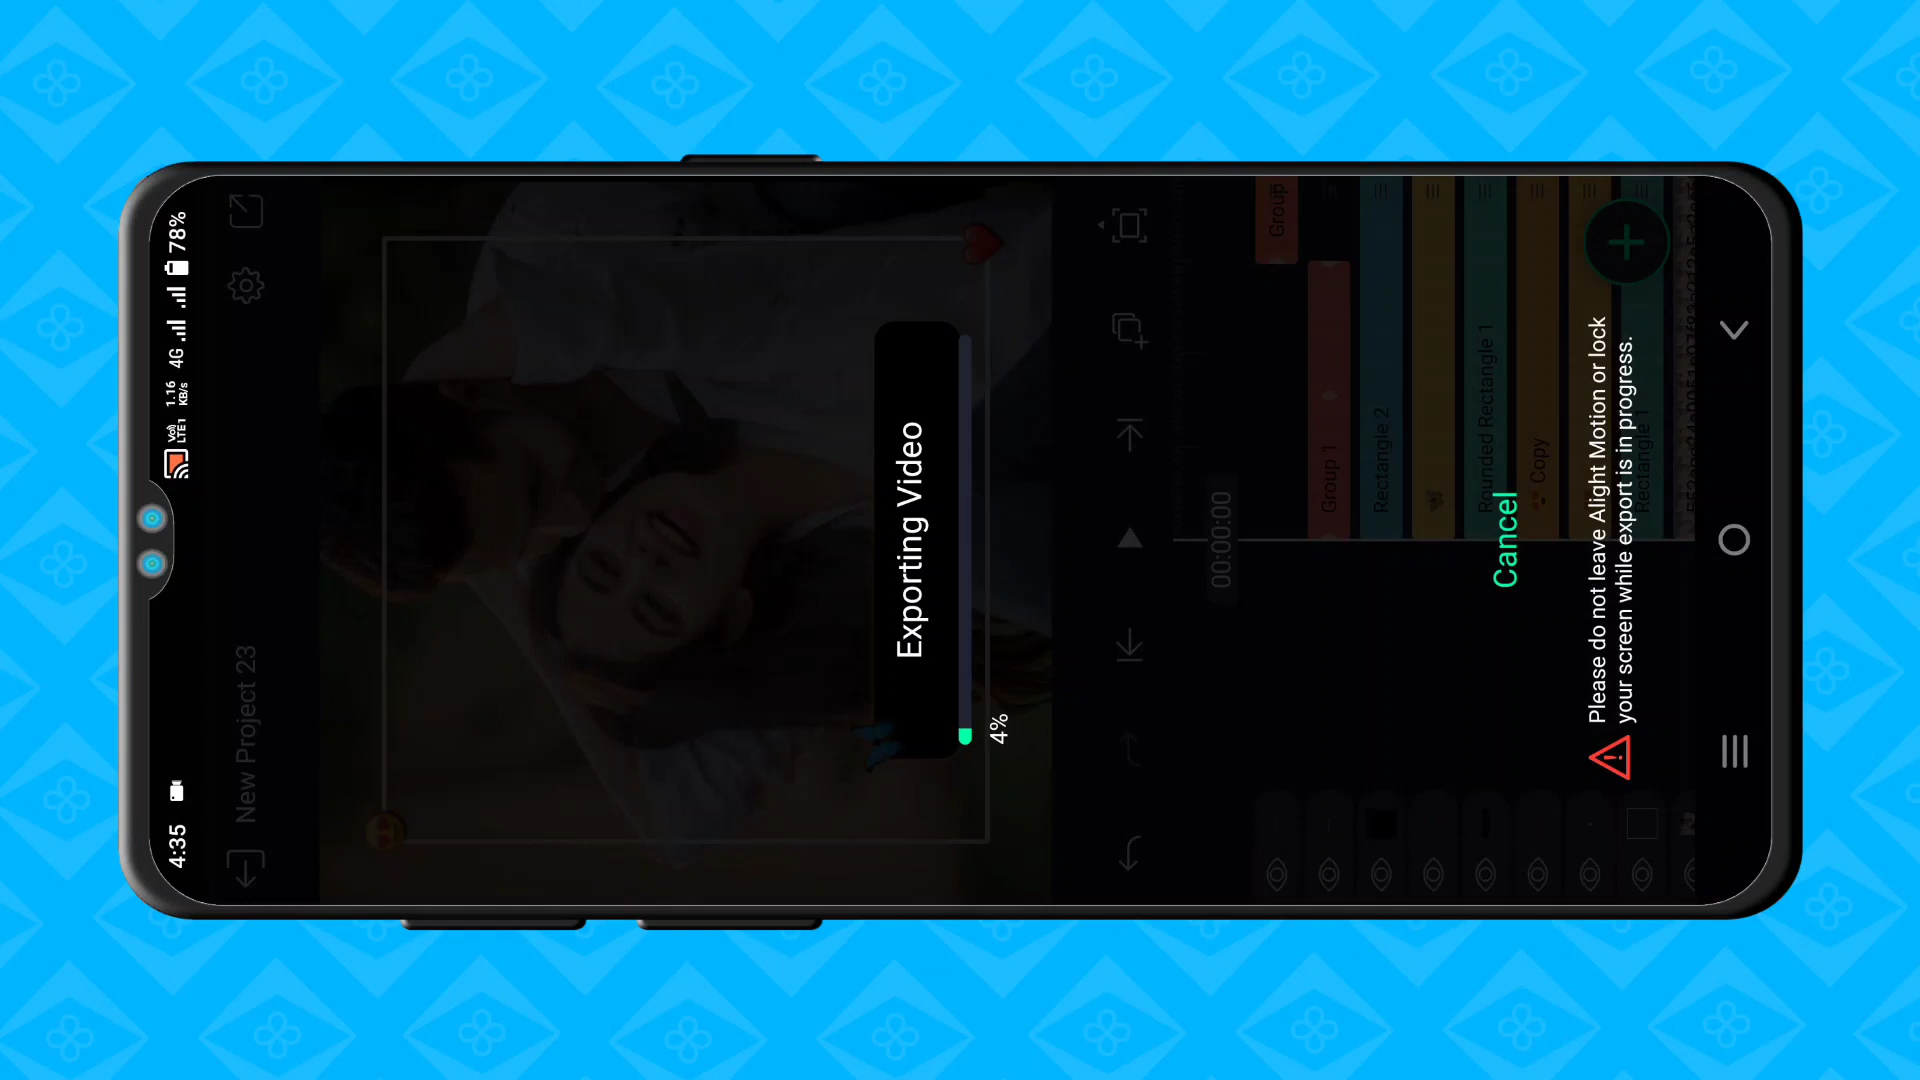 4:35
VoI)
LTE1
1.16
KB/s
4G
78%
New Project 23
Exporting Video
4%
00:00:00
Group
Group 1
Rectangle 2
Rounded Rectangle 1
Copy
Rectangle 1
Cancel
Please do not leave Alight Motion or lock
your screen while export is in progress.